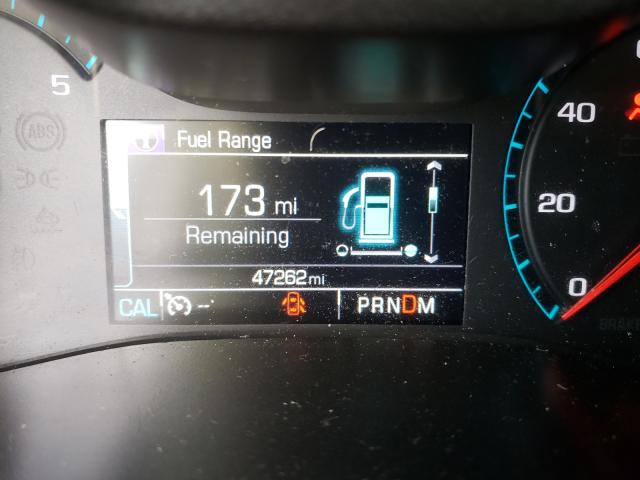 5
40
ABS
Fuel Range
173 mi
20
Remaining
47262mi
0
CAL --
PRNDM